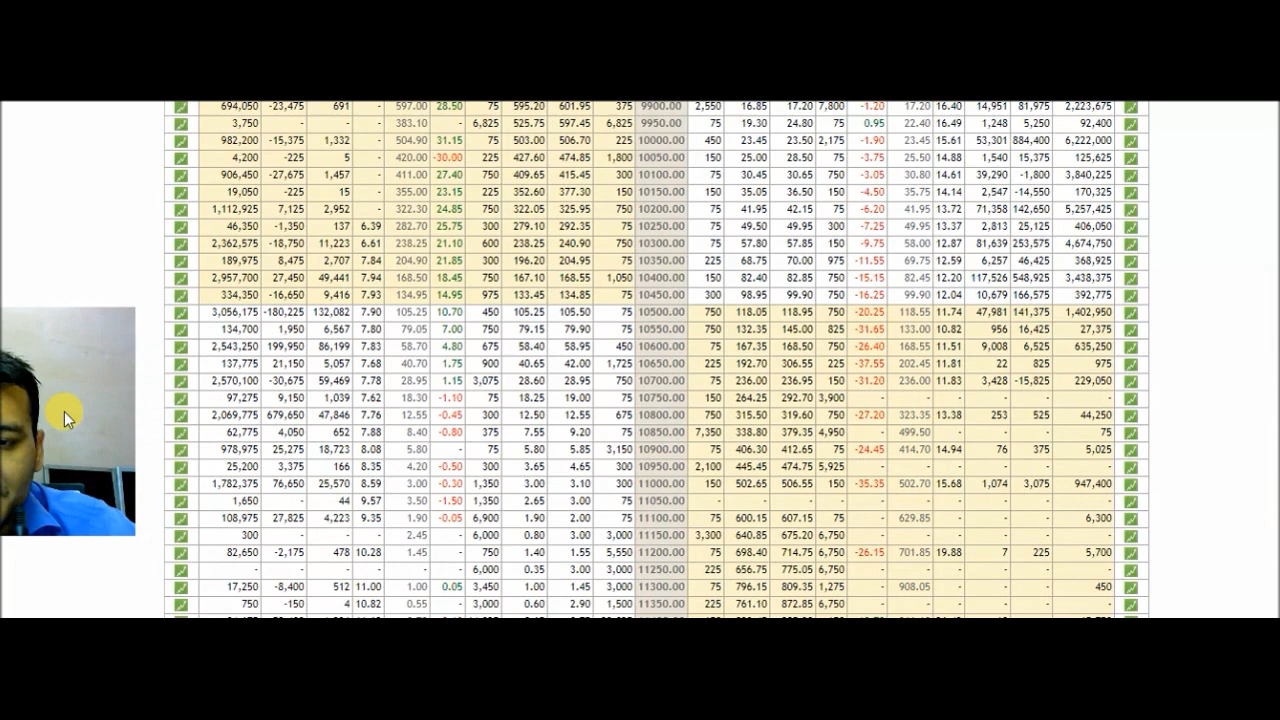 694,050 -23,475 691 - 597.00 28.50 75 595.20 601.95 375 9900.00 2,550 16.85 17.20 7,800 -1.20 17.20 16.40 14,951 81,975 2,223,675
3,750 - - - 383.10 - 6,825 525.75 597.45 6,825 9950.00 75 19.30 24.80 75 0.95 22.40 16.49 1,248 5,250 92,400
982,200 -15,375 1,332 - 504.90 31.15 75 503.00 506.70 225 10000.00 450 23.45 23.50 2,175 -1.90 23.45 15.61 53,301 884,400 6,222,000
4,200 -225 5 - 420.00 -30.00 225 427.60 474.85 1,800 10050.00 150 25.00 28.50 75 -3.75 25.50 14.88 1,540 15,375 125,625
906,450 -27,675 1,457 - 411.00 27.40 75 409.65 415.45 300 10100.00 75 30.45 30.65 750 -3.05 30.80 14.61 39,290 -1,800 3,840,225
19,050 -225 15 - 355.00 23.15 225 352.60 377.30 150 10150.00 150 35.05 36.50 150 -4.50 35.75 14.14 2,547 -14,550 170,325
1,112,925 7,125 2,952 - 322.30 24.85 750 322.05 325.95 750 10200.00 75 41.95 42.15 75 -6.20 41.95 13.72 71,358 142,650 5,257,425
46,350 -1,350 137 6.39 282.70 25.75 300 279.10 292.35 75 10250.00 75 49.50 49.95 300 -7.25 49.95 13.37 2,813 25,125 406,050
2,362,575 -18,750 11,223 6.61 238.25 21.10 600 238.25 240.90 750 10300.00 75 57.80 57.85 150 -9.75 58.00 12.87 81,639 253,575 4,674,750
189,975 8,475 2,707 7.84 204.90 21.85 300 196.20 204.95 75 10350.00 225 68.75 70.00 975 -11.55 69.75 12.59 6,257 46,425 368,925
2,957,700 27,450 49,441 7.94 168.50 18.45 750 167.10 168.55 1,050 10400.00 150 82.40 82.85 750 -15.15 82.45 12.20 117,526 548,925 3,438,375
334,350 -16,650 9,416 7.93 134.95 14.95 975 133.45 134.85 75 10450.00 300 98.95 99.90 750 -16.25 99.90 12.04 10,679 166,575 392,775
3,056,175 -180,225 132,082 7.90 105.25 10.70 450 105.25 105.50 75 10500.00 750 118.05 118.95 750 -20.25 118.55 11.74 47,981 141,375 1,402,950
134,700 1,950 6,567 7.80 79.05 7.00 75 79.15 79.90 75 10550.00 750 132.35 145.00 825 -31.65 133.00 10.82 956 16,425 27,375
2,543,250 199,950 86,199 7.83 58.70 4.80 675 58.40 58.95 450 10600.00 75 167.35 168.50 750 -26.40 168.55 11.51 9,008 6,525 635,250
137,775 21,150 5,057 7.68 40.70 1.75 900 40.65 42.00 1,725 10650.00 225 192.70 306.55 225 -37.55 202.45 11.81 22 825 975
2,570,100 -30,675 59,469 7.78 28.95 1.15 3,075 28.60 28.95 750 10700.00 75 236.00 236.95 150 -31.20 236.00 11.83 3,428 -15,825 229,050
97,275 9,150 1,039 7.62 18.30 -1.10 75 18.25 19.00 75 10750.00 150 264.25 292.70 3,900 - - - - - -
2,069,775 679,650 47,846 7.76 12.55 -0.45 300 12.50 12.55 675 10800.00 750 315.50 319.60 750 -27.20 323.35 13.38 253 525 44,250
62,775 4,050 652 7.88 8.40 -0.80 375 7.55 9.20 75 10850.00 7,350 338.80 379.35 4,950 - 499.50 - - - 75
978,975 25,275 18,723 8.08 5.80 - 75 5.80 5.85 3,150 10900.00 75 406.30 412.65 75 -24.45 414.70 14.94 76 375 5,025
25,200 3,375 166 8.35 4.20 -0.50 300 3.65 4.65 300 10950.00 2,100 445.45 474.75 5,925 - - - - - -
1,782,375 76,650 25,570 8.59 3.00 -0.30 1,350 3.00 3.10 300 11000.00 150 502.65 506.55 150 -35.35 502.70 15.68 1,074 3,075 947,400
1,650 - 44 9.57 3.50 -1.50 1,350 2.65 3.00 75 11050.00 - - - - - - - - - -
108,975 27,825 4,223 9.35 1.90 -0.05 6,900 1.90 2.00 75 11100.00 75 600.15 607.15 75 629.85 - - - 6,300
300 - - - 2.45 - 6,000 0.80 3.00 3,000 11150.00 3,300 640.85 675.20 6,750 - - - - - -
82,650 -2,175 478 10.28 1.45 - 750 1.40 1.55 5,550 11200.00 75 698.40 714.75 6,750 -26.15 701.85 19.88 7 225 5,700
- - - - - - 6,000 0.35 3.00 3,000 11250.00 225 656.75 775.05 6,750 - - - - - -
17,250 -8,400 512 11.00 1.00 0.05 3,450 1.00 1.45 3,000 11300.00 75 796.15 809.35 1,275 908.05 - - - 450
750 -150 4 10.82 0.55 - 3,000 0.60 2.90 1,500 11350.00 225 761.10 872.85 6,750 - - - - - -